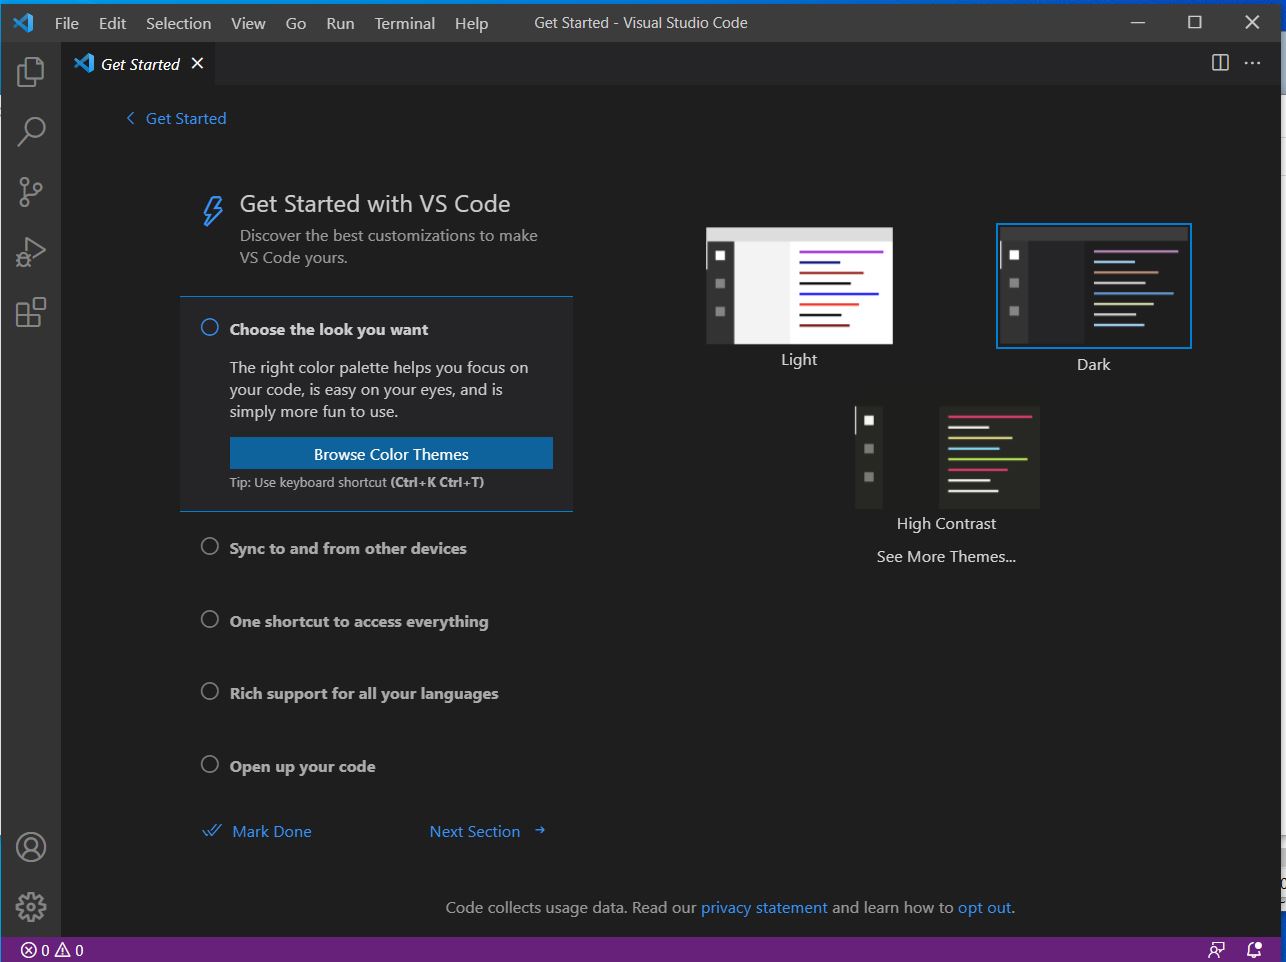 File Edit Selection View Go Run Terminal Help Get Started - Visual Studio Code
Get Started
Get Started
Get Started with VS Code
Discover the best customizations to make
VS Code yours.
Choose the look you want
The right color palette helps you focus on
your code, is easy on your eyes, and is
simply more fun to use.
Browse Color Themes
Tip: Use keyboard shortcut (Ctrl+K Ctrl+T)
Sync to and from other devices
One shortcut to access everything
Rich support for all your languages
Open up your code
Mark Done Next Section
Light
Dark
High Contrast
See More Themes...
Code collects usage data. Read our privacy statement and learn how to opt out.
0 0